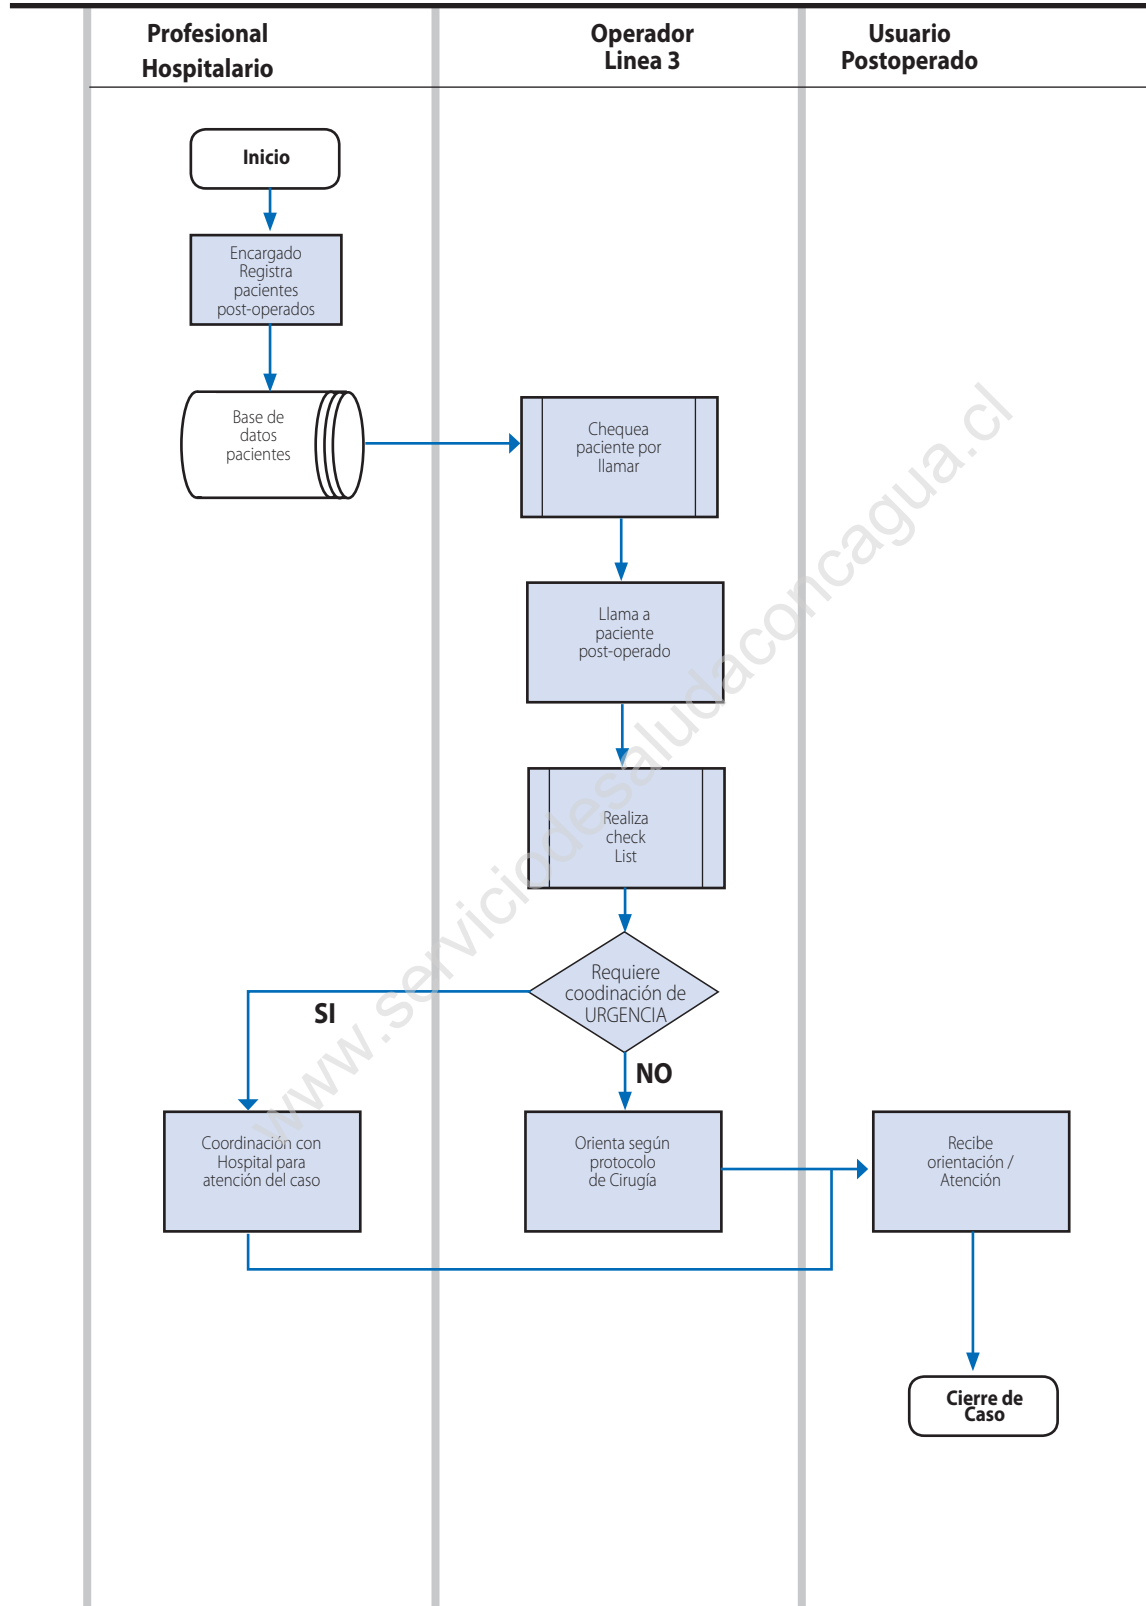 Profesional
Hospitalario
Operador
Linea 3
Usuario
Postoperado
Inicio
Encargado
Registra
pacientes
post-operados
Base de
datos
pacientes
Chequea
paciente por
llamar
Llama a
paciente
post-operado
Realiza
check
List
Requiere
coodinación de
URGENCIA
SI
NO
Coordinación con
Hospital para
atención del caso
Orienta según
protocolo
de Cirugía
Recibe
orientación /
Atención
Cierre de
Caso
www.serviciodesaludaconcagua.cl